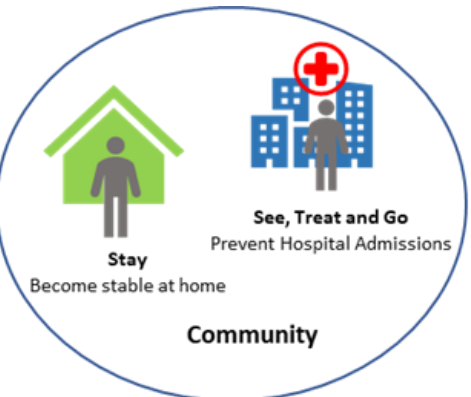 Stay
Become stable at home
See, Treat and Go
Prevent Hospital Admissions
Community